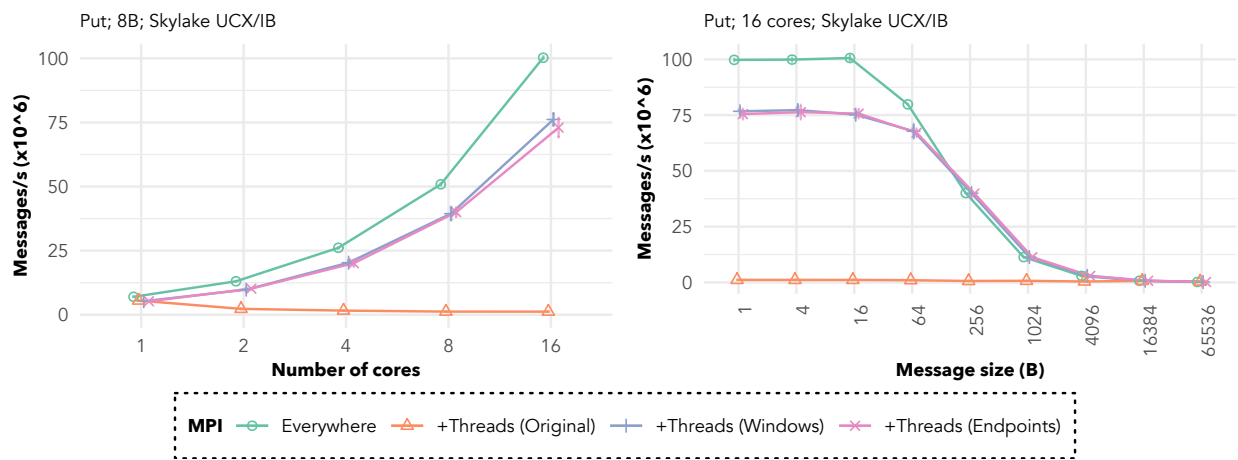 Put; 8B; Skylake UCX/IB
Messages/s (x10^6)
100
75
50
25
0
1 2 4 8 16
Number of cores
Put; 16 cores; Skylake UCX/IB
Messages/s (x10^6)
100
75
50
25
0
1 4 16 64 256 1024 4096 16384 65536
Message size (B)
MPI Everywhere +Threads (Original) +Threads (Windows) +Threads (Endpoints)